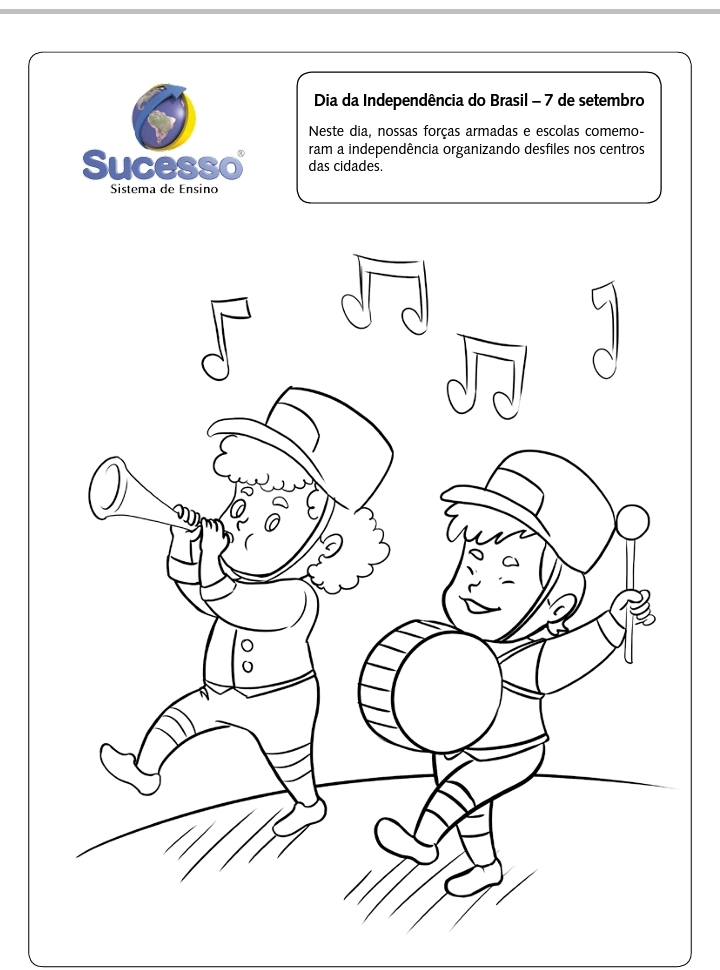 Sucesso®
Sistema de Ensino
Dia da Independência do Brasil – 7 de setembro
Neste dia, nossas forças armadas e escolas comemo-
ram a independência organizando desfiles nos centros
das cidades.